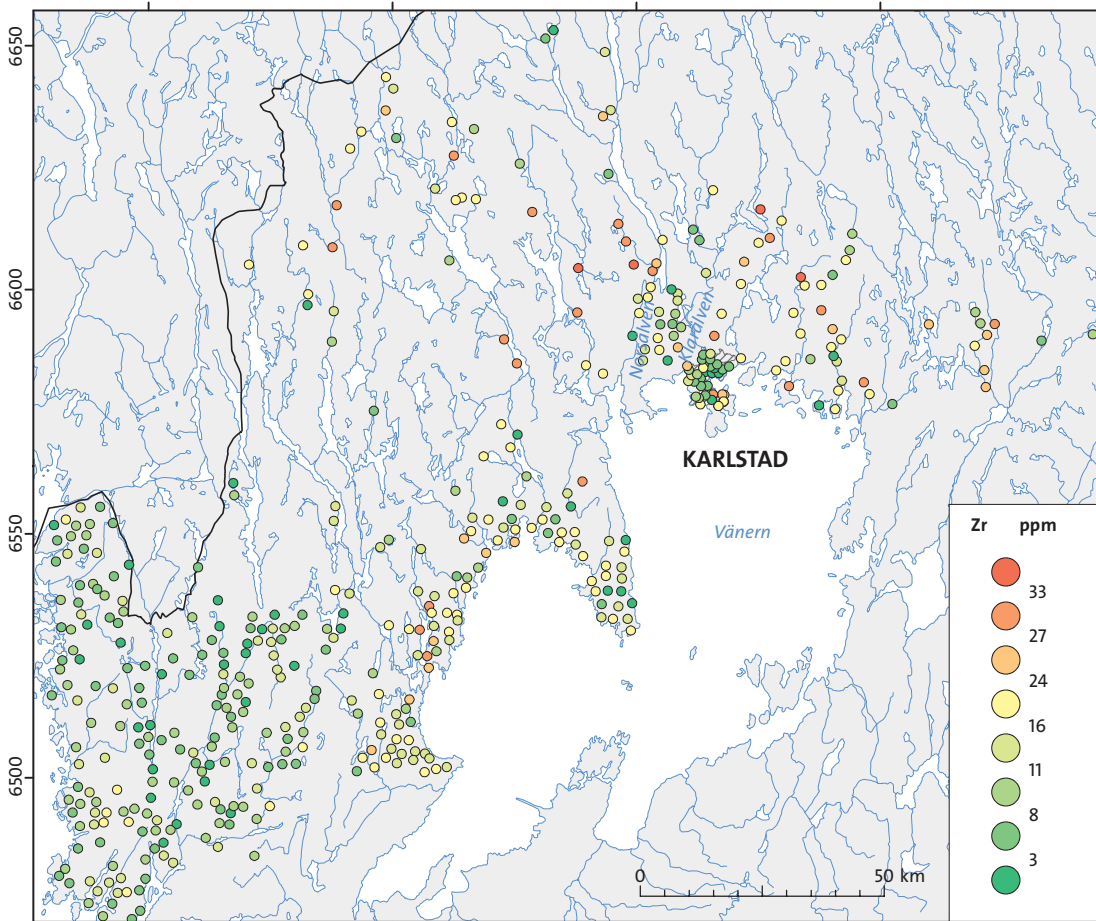 6650
6600
6550
6500
Norsälven
Klarälven
KARLSTAD
Vänern
Zr ppm
33
27
24
16
11
8
3
0 50 km